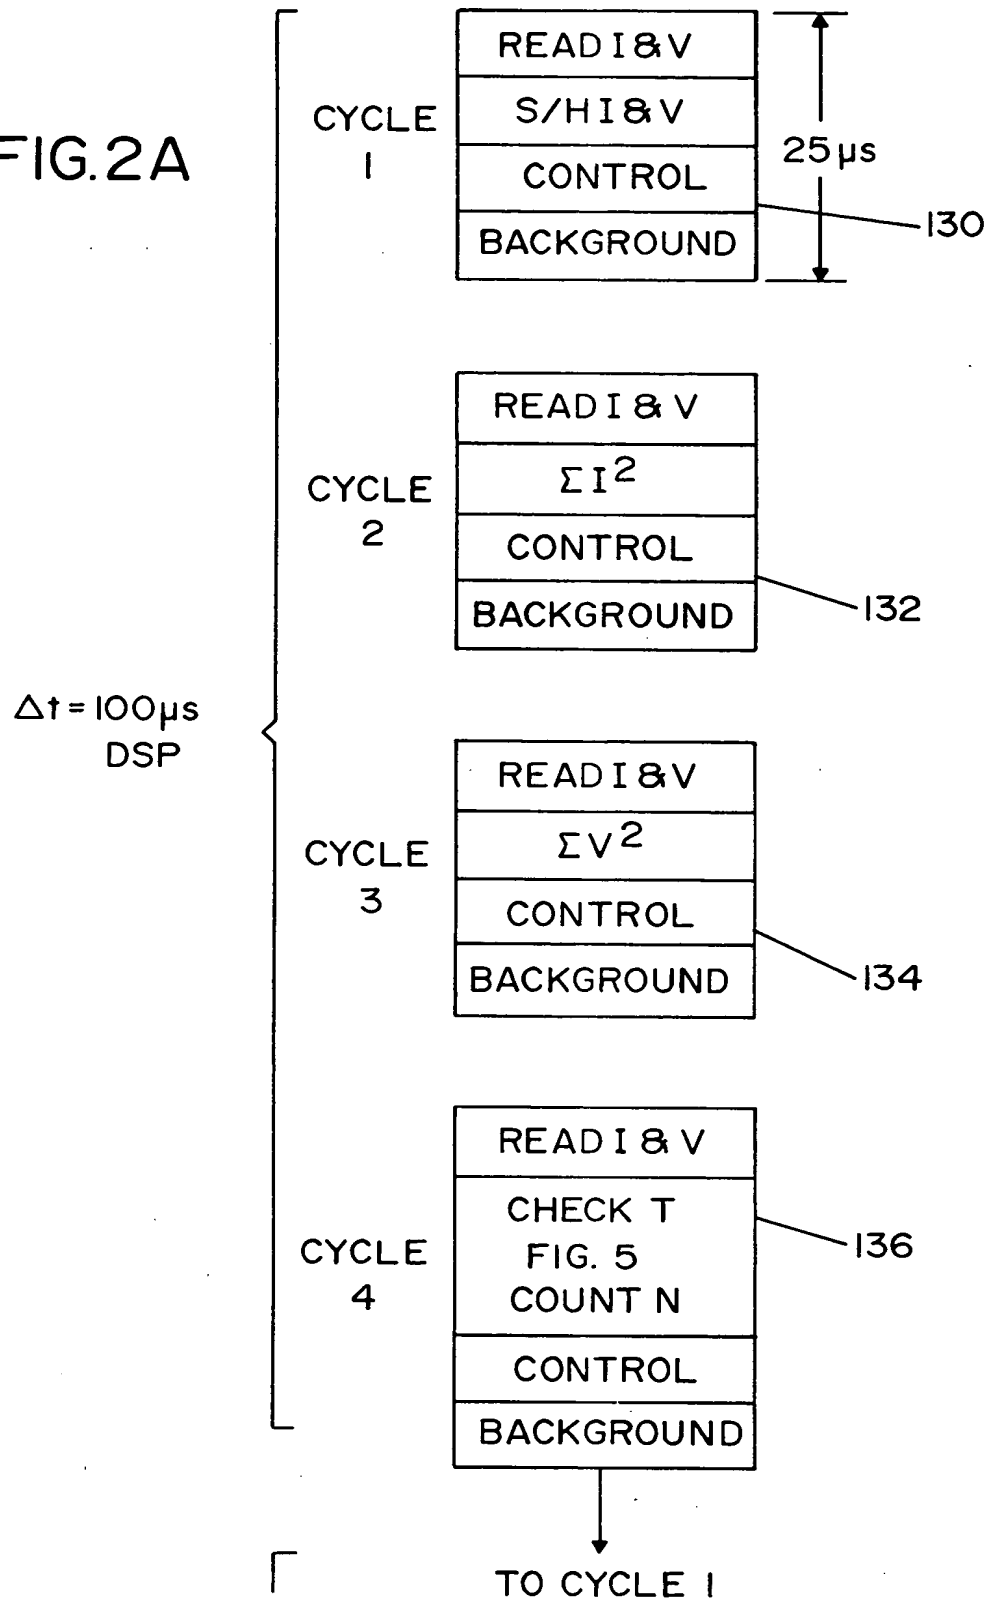 FIG. 2A
CYCLE
1
READ I & V
S/H I & V
CONTROL
BACKGROUND
25 µs
130
CYCLE
2
READ I & V
ΣI²
CONTROL
BACKGROUND
132
Δt = 100µs
DSP
CYCLE
3
READ I & V
ΣV²
CONTROL
BACKGROUND
134
CYCLE
4
READ I & V
CHECK T
FIG. 5
COUNT N
CONTROL
BACKGROUND
136
TO CYCLE 1